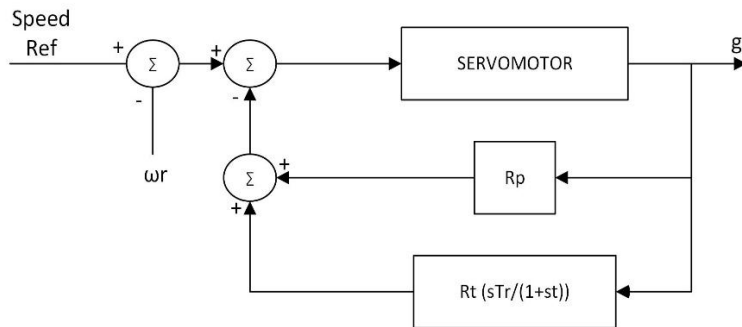 Speed
Ref
+
Σ
-
ωr
+
Σ
-
SERVOMOTOR
g
Σ
+
+
Rp
Rt (sTr/(1+st))